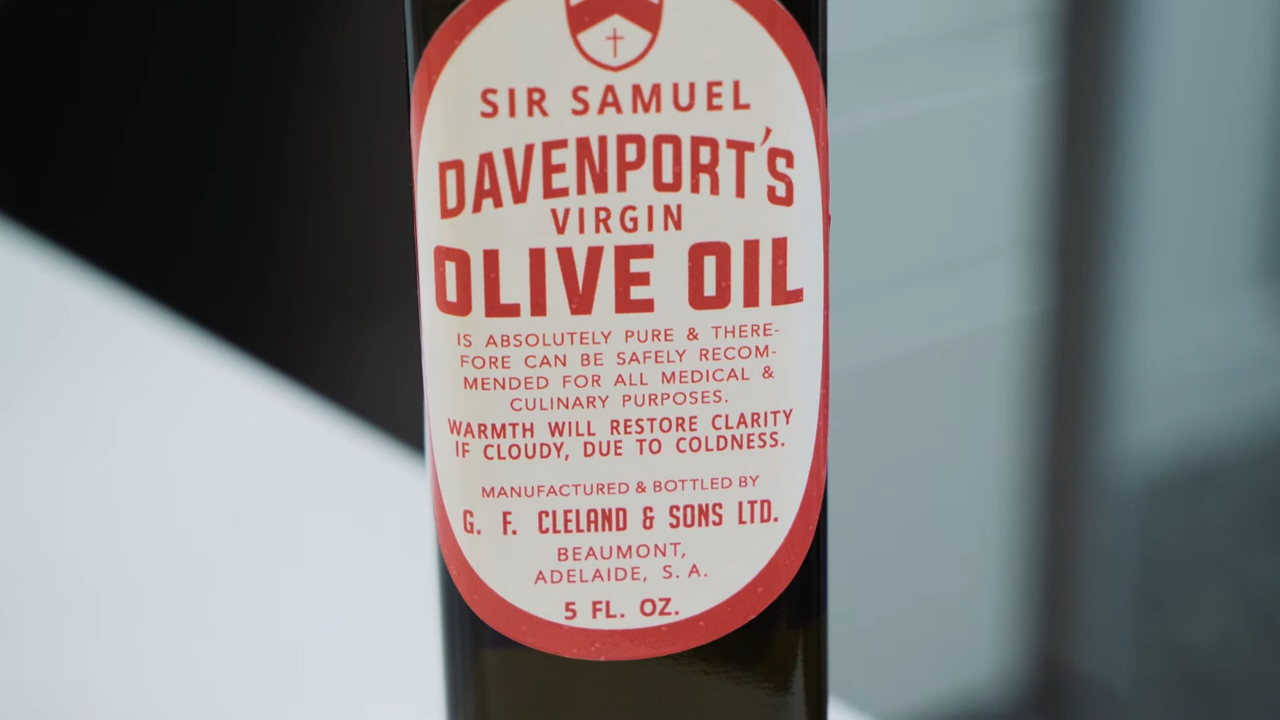 SIR SAMUEL
DAVENPORT'S
VIRGIN
OLIVE OIL
IS ABSOLUTELY PURE & THERE-
FORE CAN BE SAFELY RECOM-
MENDED FOR ALL MEDICAL &
CULINARY PURPOSES.
WARMTH WILL RESTORE CLARITY
IF CLOUDY, DUE TO COLDNESS.
MANUFACTURED & BOTTLED BY
G. F. CLELAND & SONS LTD.
BEAUMONT,
ADELAIDE, S. A.
5 FL. OZ.